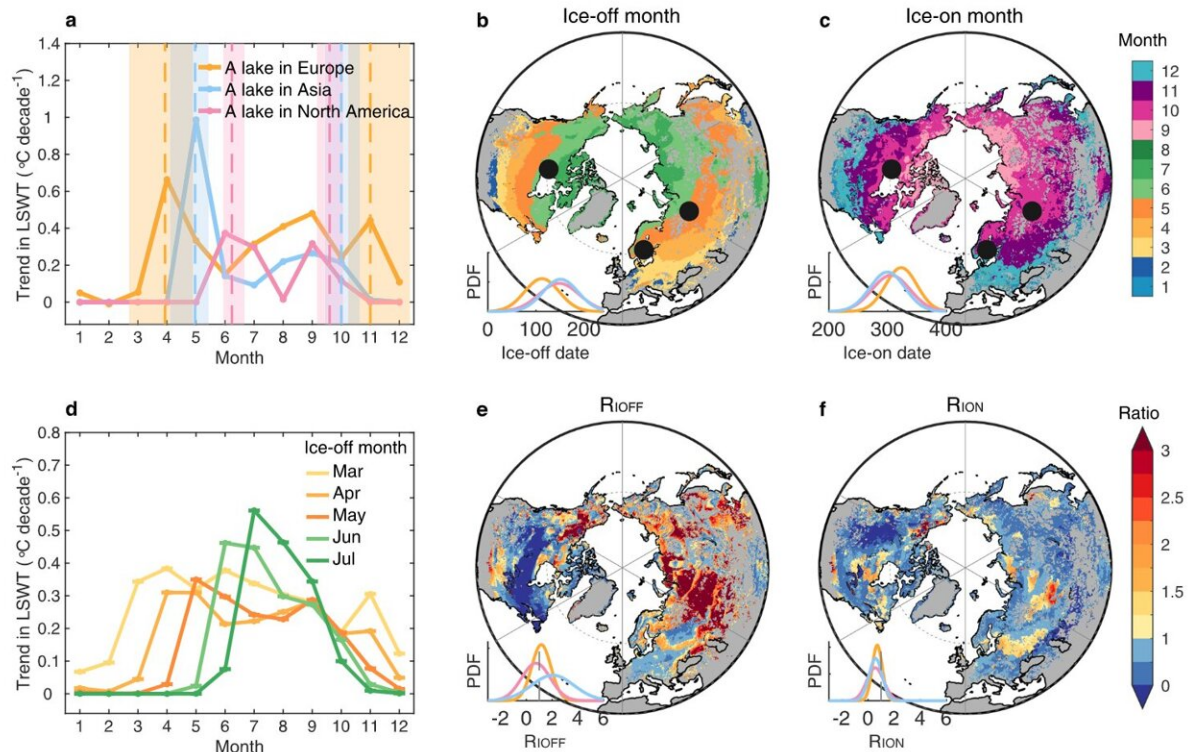 a
1.4
1.2
1
0.8
0.6
0.4
0.2
0
Trend in LSWT (°C decade⁻¹)
A lake in Europe
A lake in Asia
A lake in North America
1 2 3 4 5 6 7 8 9 10 11 12
Month
b
Ice-off month
PDF
0 100 200
Ice-off date
c
Ice-on month
PDF
200 300 400
Ice-on date
Month
12
11
10
9
8
7
6
5
4
3
2
1
d
0.8
0.7
0.6
0.5
0.4
0.3
0.2
0.1
0
Trend in LSWT (°C decade⁻¹)
Ice-off month
Mar
Apr
May
Jun
Jul
1 2 3 4 5 6 7 8 9 10 11 12
Month
e
RIOFF
PDF
-2 0 2 4 6
RIOFF
f
RION
PDF
-2 0 2 4 6
RION
Ratio
3
2.5
2
1.5
1
0